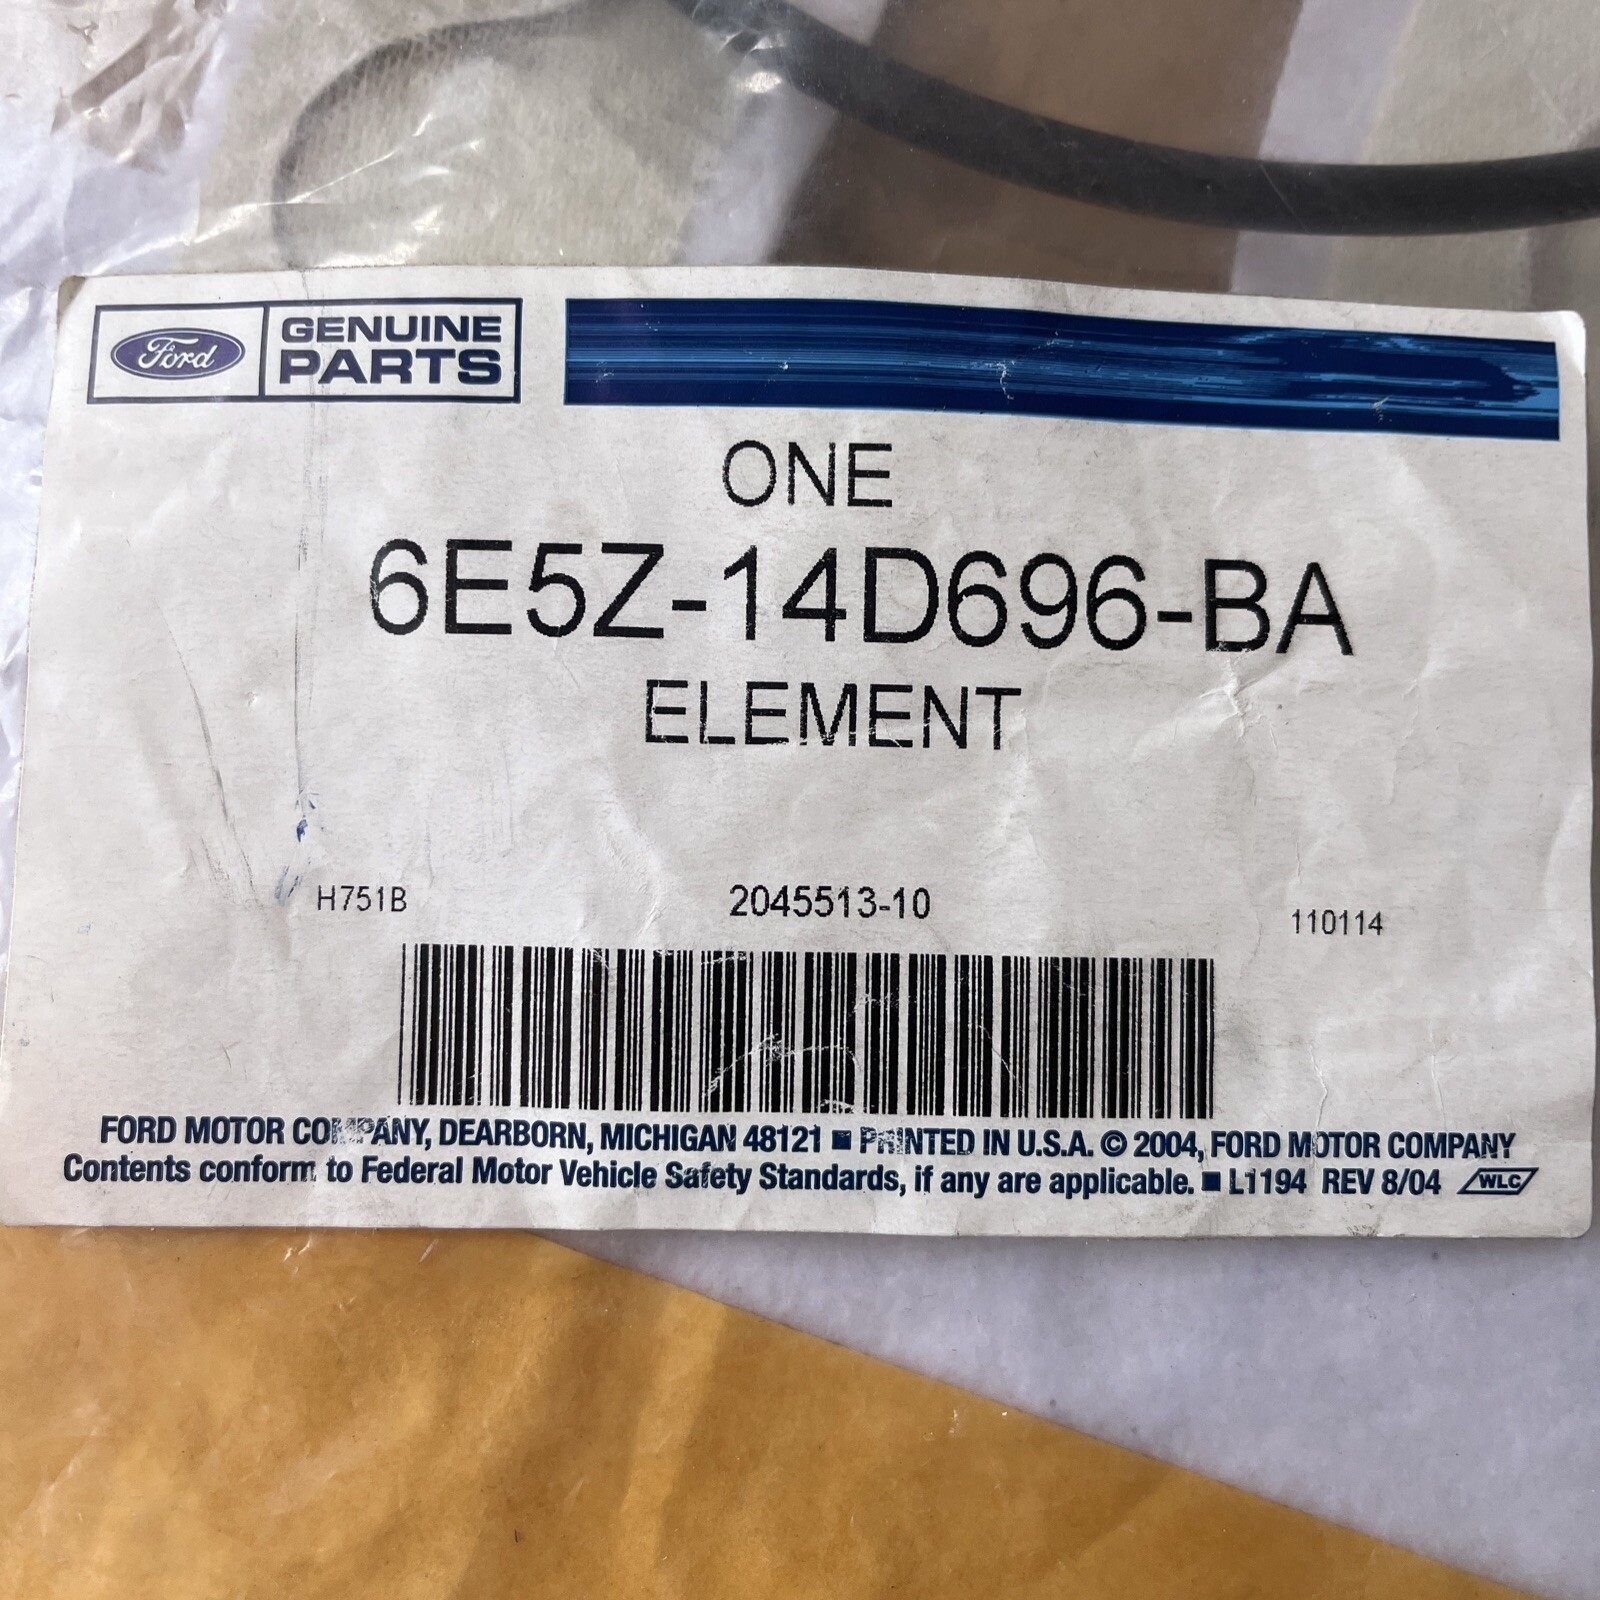 Ford GENUINE
PARTS
ONE
6E5Z-14D696-BA
ELEMENT
H751B 2045513-10 110114
FORD MOTOR COMPANY, DEARBORN, MICHIGAN 48121 ■ PRINTED IN U.S.A. © 2004, FORD MOTOR COMPANY
Contents conform to Federal Motor Vehicle Safety Standards, if any are applicable. ■ L1194 REV 8/04 WLC